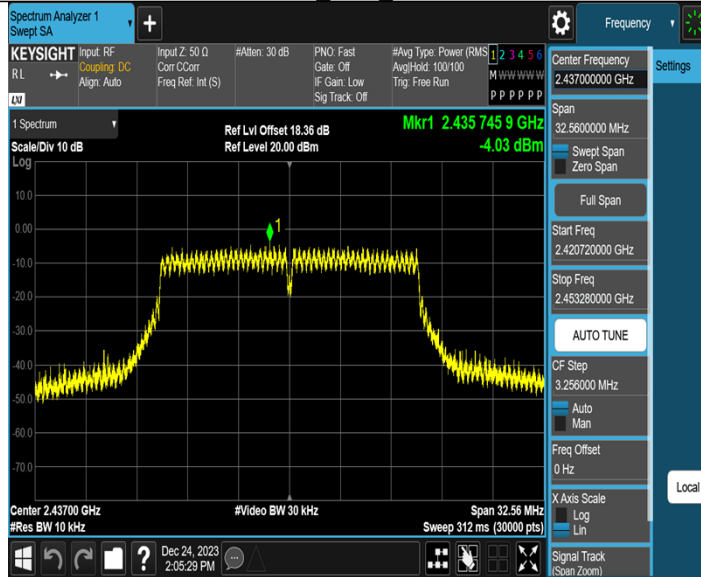 Spectrum Analyzer 1
Swept SA
Frequency
KEYSIGHT
RL
LXI
Input: RF
Coupling: DC
Align: Auto
Input Z: 50 Ω
Corr CCorr
Freq Ref: Int (S)
#Atten: 30 dB
PNO: Fast
Gate: Off
IF Gain: Low
Sig Track: Off
#Avg Type: Power (RMS
Avg|Hold: 100/100
Trig: Free Run
1 2 3 4 5 6
M W W W W W
P P P P P P
Center Frequency
2.437000000 GHz
Settings
Span
32.5600000 MHz
Swept Span
Zero Span
Full Span
Start Freq
2.420720000 GHz
Stop Freq
2.453280000 GHz
AUTO TUNE
CF Step
3.256000 MHz
Auto
Man
Freq Offset
0 Hz
X Axis Scale
Log
Lin
Signal Track
(Span Zoom)
Local
1 Spectrum
Scale/Div 10 dB
Log
Ref Lvl Offset 18.36 dB
Ref Level 20.00 dBm
Mkr1 2.435 745 9 GHz
-4.03 dBm
1
10.0
0.00
-10.0
-20.0
-30.0
-40.0
-50.0
-60.0
-70.0
Center 2.43700 GHz
#Res BW 10 kHz
#Video BW 30 kHz
Span 32.56 MHz
Sweep 312 ms (30000 pts)
?
Dec 24, 2023
2:05:29 PM